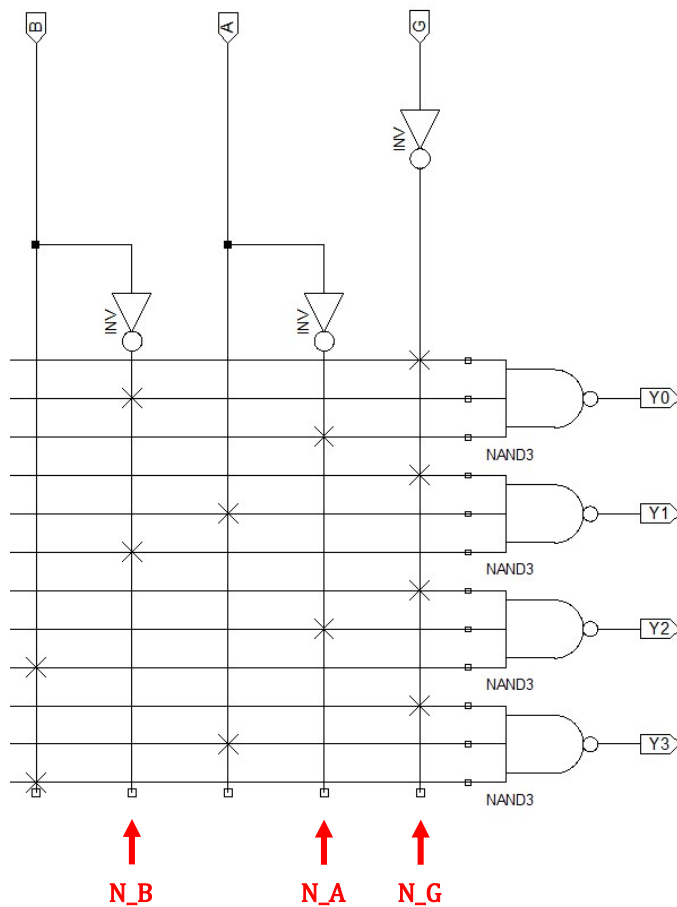 B A G
INV
INV INV
Y0
NAND3
Y1
NAND3
Y2
NAND3
Y3
NAND3
N_B N_A N_G